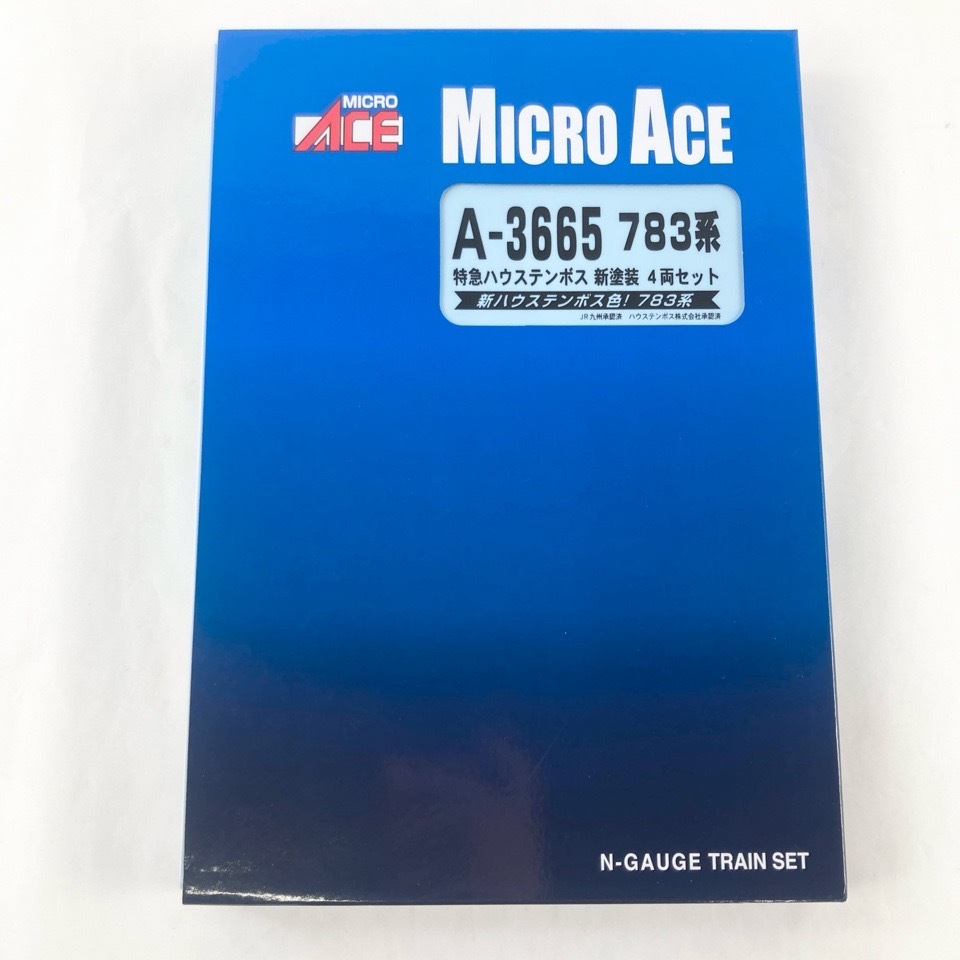 MICRO
ACE
MICRO ACE
A-3665 783系
特急ハウステンボス 新塗装 4両セット
新ハウステンボス色! 783系
JR九州承認済 ハウステンボス株式会社承認済
N-GAUGE TRAIN SET